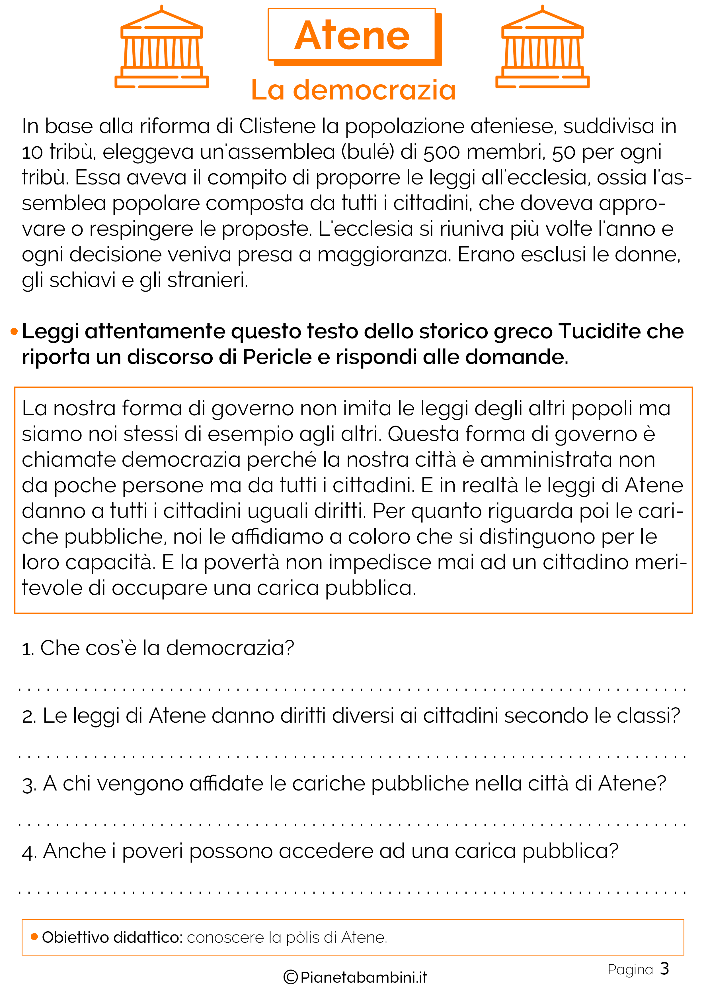 Atene
La democrazia
In base alla riforma di Clistene la popolazione ateniese, suddivisa in
10 tribù, eleggeva un'assemblea (bulé) di 500 membri, 50 per ogni
tribù. Essa aveva il compito di proporre le leggi all'ecclesia, ossia l'as-
semblea popolare composta da tutti i cittadini, che doveva appro-
vare o respingere le proposte. L'ecclesia si riuniva più volte l'anno e
ogni decisione veniva presa a maggioranza. Erano esclusi le donne,
gli schiavi e gli stranieri.
• Leggi attentamente questo testo dello storico greco Tucidite che
riporta un discorso di Pericle e rispondi alle domande.
La nostra forma di governo non imita le leggi degli altri popoli ma
siamo noi stessi di esempio agli altri. Questa forma di governo è
chiamate democrazia perché la nostra città è amministrata non
da poche persone ma da tutti i cittadini. E in realtà le leggi di Atene
danno a tutti i cittadini uguali diritti. Per quanto riguarda poi le cari-
che pubbliche, noi le affidiamo a coloro che si distinguono per le
loro capacità. E la povertà non impedisce mai ad un cittadino meri-
tevole di occupare una carica pubblica.
1. Che cos'è la democrazia?
2. Le leggi di Atene danno diritti diversi ai cittadini secondo le classi?
3. A chi vengono affidate le cariche pubbliche nella città di Atene?
4. Anche i poveri possono accedere ad una carica pubblica?
• Obiettivo didattico: conoscere la pòlis di Atene.
Pagina 3
©Pianetabambini.it